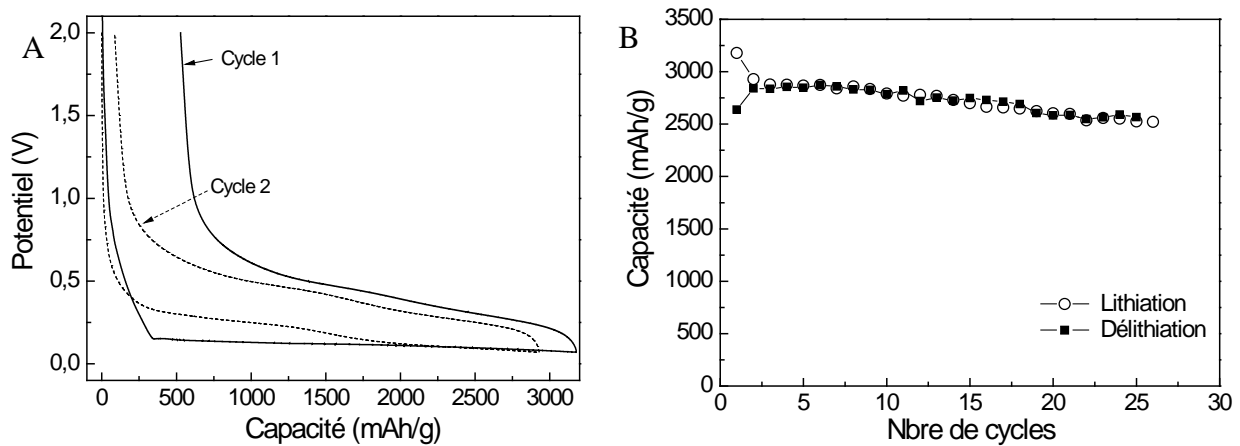 A
2,0
1,5
1,0
0,5
0,0
Potentiel (V)
Cycle 1
Cycle 2
0 500 1000 1500 2000 2500 3000
Capacité (mAh/g)
B
3500
3000
2500
2000
1500
1000
500
0
Capacité (mAh/g)
Lithiation
Délithiation
0 5 10 15 20 25 30
Nbre de cycles